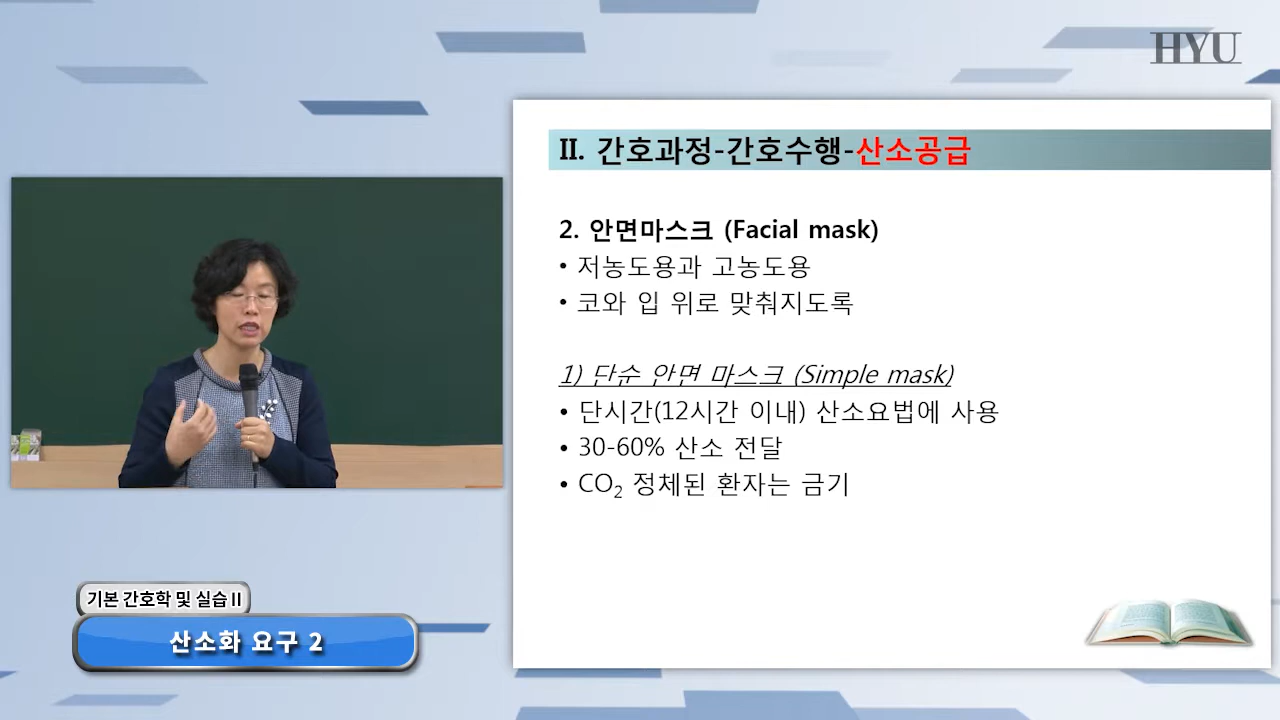 HYU
II. 간호과정-간호수행-산소공급
2. 안면마스크 (Facial mask)
• 저농도용과 고농도용
• 코와 입 위로 맞춰지도록
1) 단순 안면 마스크 (Simple mask)
• 단시간(12시간 이내) 산소요법에 사용
• 30-60% 산소 전달
• CO₂ 정체된 환자는 금기
기본 간호학 및 실습 II
산소화 요구 2